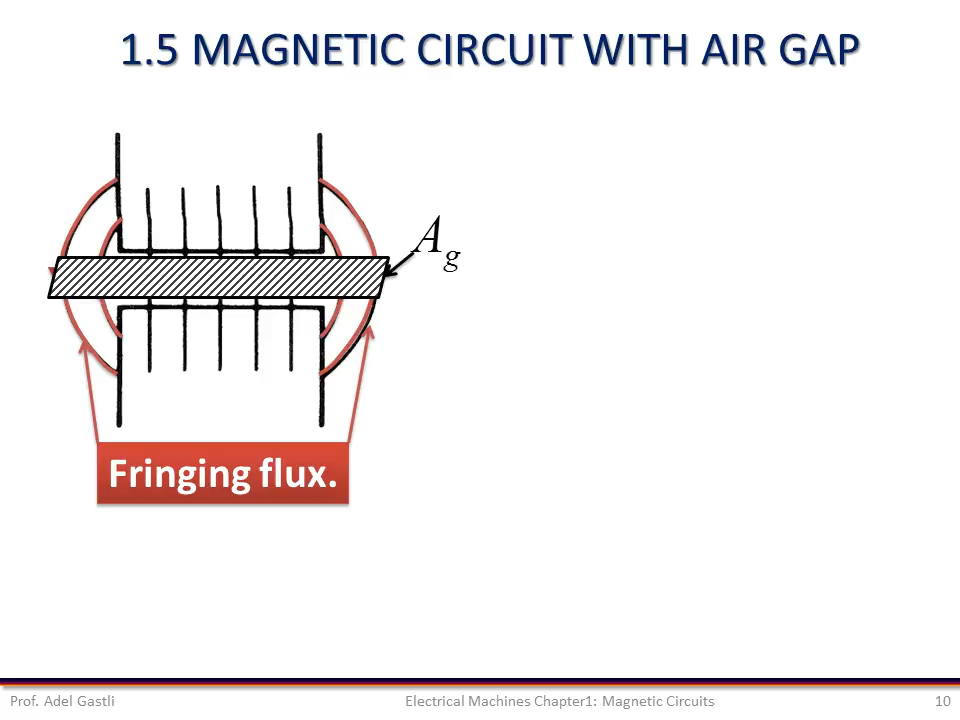 1.5 MAGNETIC CIRCUIT WITH AIR GAP
Ag
Fringing flux.
Prof. Adel Gastli
Electrical Machines Chapter1: Magnetic Circuits
10